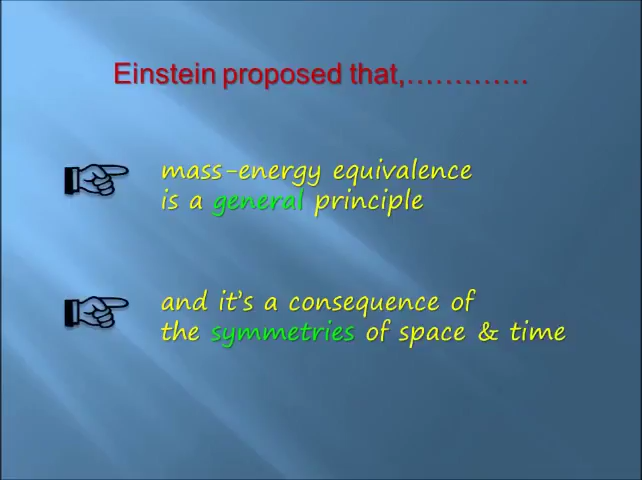 Einstein proposed that,………….
mass-energy equivalence
is a general principle
and it's a consequence of
the symmetries of space & time